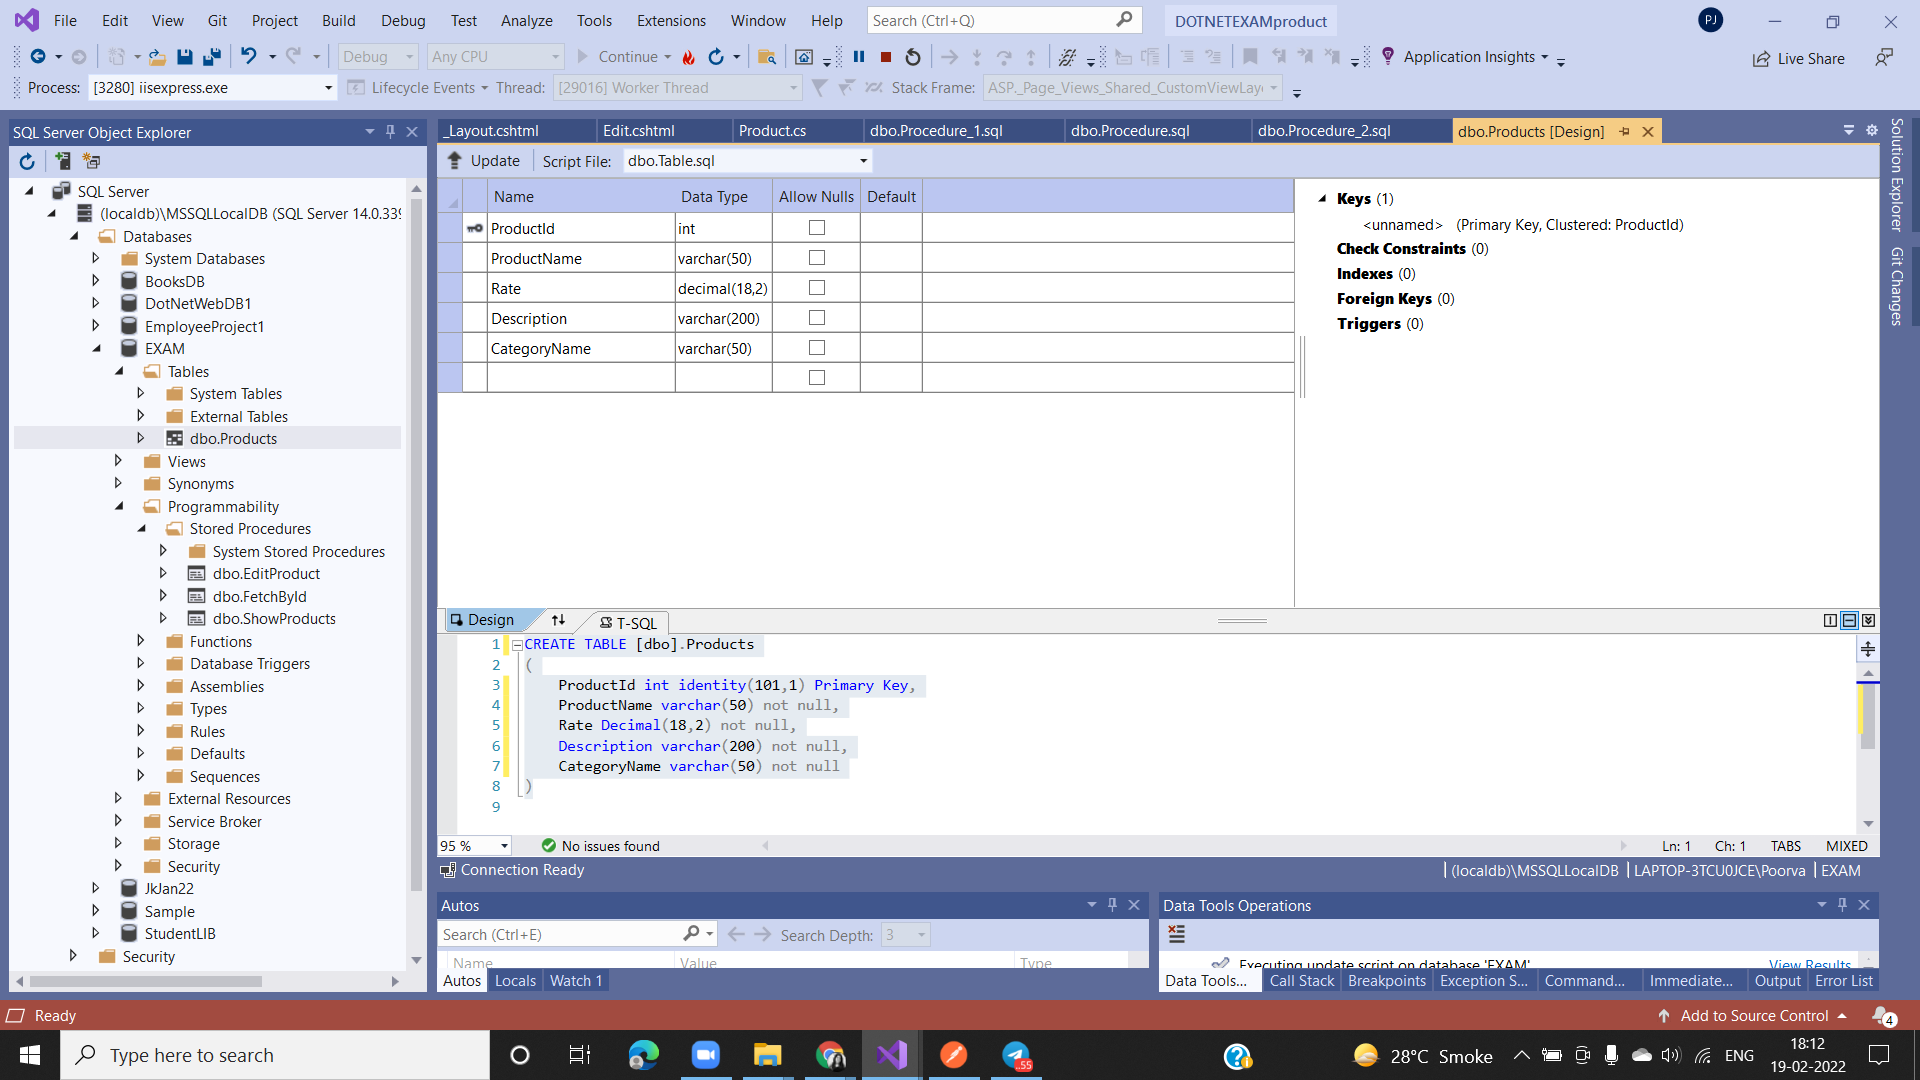 File Edit View Git Project Build Debug Test Analyze Tools Extensions Window Help Search (Ctrl+Q) DOTNETEXAMproduct PJ
Debug Any CPU Continue Application Insights Live Share
Process: [3280] iisexpress.exe Lifecycle Events Thread: [29016] Worker Thread Stack Frame: ASP._Page_Views_Shared_CustomViewLay
SQL Server Object Explorer
SQL Server
(localdb)\MSSQLLocalDB (SQL Server 14.0.339
Databases
System Databases
BooksDB
DotNetWebDB1
EmployeeProject1
EXAM
Tables
System Tables
External Tables
dbo.Products
Views
Synonyms
Programmability
Stored Procedures
System Stored Procedures
dbo.EditProduct
dbo.FetchById
dbo.ShowProducts
Functions
Database Triggers
Assemblies
Types
Rules
Defaults
Sequences
External Resources
Service Broker
Storage
Security
JkJan22
Sample
StudentLIB
Security
_Layout.cshtml Edit.cshtml Product.cs dbo.Procedure_1.sql dbo.Procedure.sql dbo.Procedure_2.sql dbo.Products [Design]
Update Script File: dbo.Table.sql
Name Data Type Allow Nulls Default
ProductId int
ProductName varchar(50)
Rate decimal(18,2)
Description varchar(200)
CategoryName varchar(50)
Keys (1)
<unnamed> (Primary Key, Clustered: ProductId)
Check Constraints (0)
Indexes (0)
Foreign Keys (0)
Triggers (0)
Solution Explorer
Git Changes
Design T-SQL
1 CREATE TABLE [dbo].Products
2 (
3 ProductId int identity(101,1) Primary Key,
4 ProductName varchar(50) not null,
5 Rate Decimal(18,2) not null,
6 Description varchar(200) not null,
7 CategoryName varchar(50) not null
8 )
9
95 % No issues found Ln: 1 Ch: 1 TABS MIXED
Connection Ready (localdb)\MSSQLLocalDB LAPTOP-3TCU0JCE\Poorva EXAM
Autos
Search (Ctrl+E) Search Depth: 3
Name Value Type
Autos Locals Watch 1
Data Tools Operations
Executing update script on database 'EXAM' View Results
Data Tools... Call Stack Breakpoints Exception S... Command... Immediate... Output Error List
Ready Add to Source Control 4
Type here to search 55 28°C Smoke ENG 18:12
19-02-2022